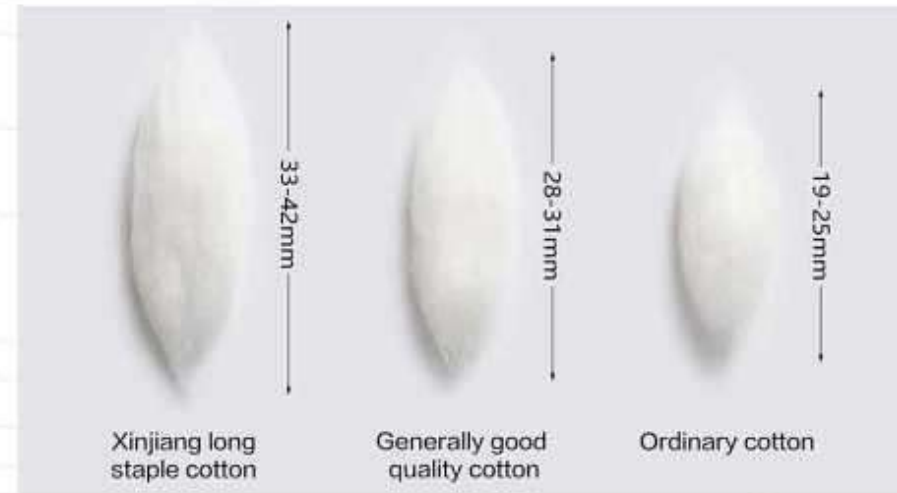 33-42mm
28-31mm
19-25mm
Xinjiang long
staple cotton
Generally good
quality cotton
Ordinary cotton